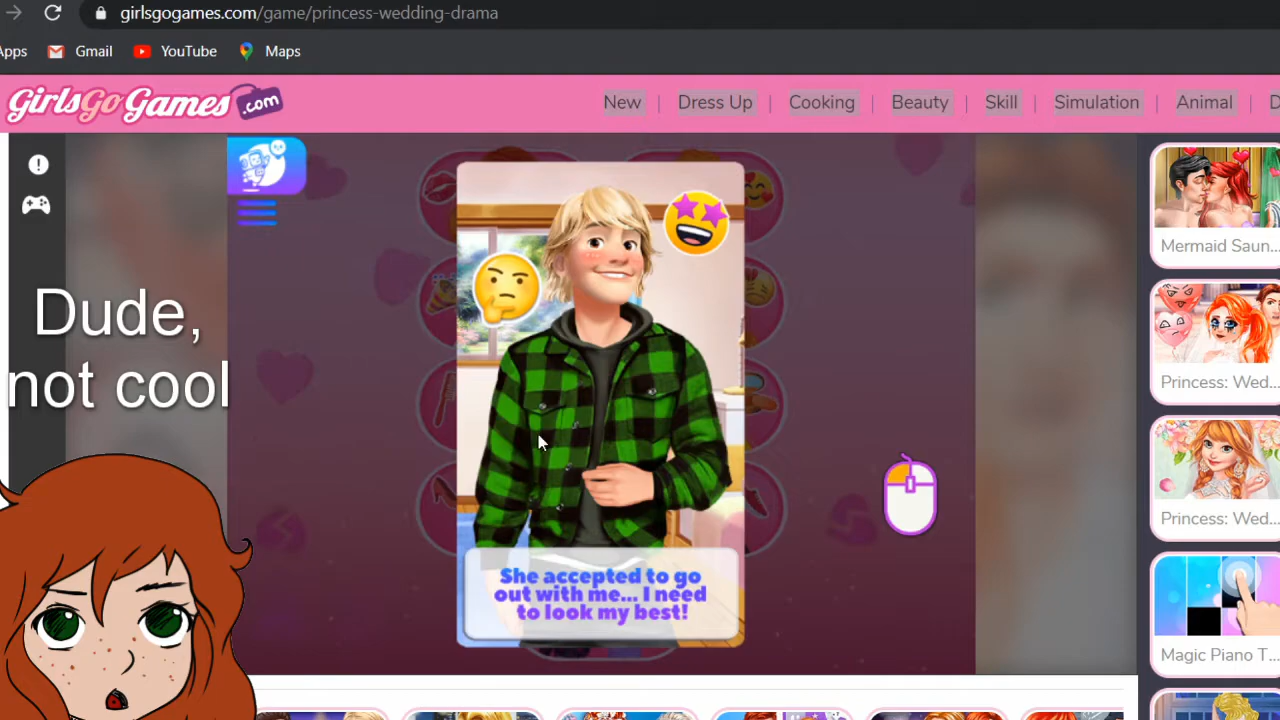 girlsgogames.com/game/princess-wedding-drama
Apps Gmail YouTube Maps
GirlsGoGames.com
New | Dress Up | Cooking | Beauty | Skill | Simulation | Animal | D
Mermaid Saun...
Dude,
not cool
Princess: Wed...
Princess: Wed...
She accepted to go
out with me... I need
to look my best!
Magic Piano T...